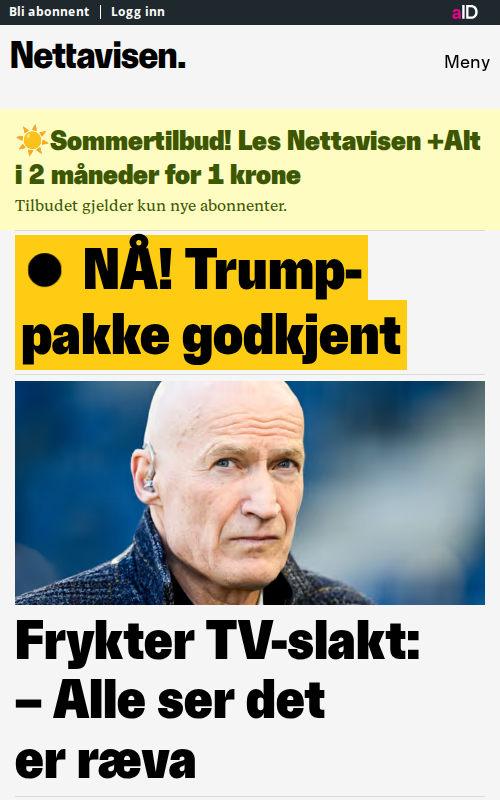 Bli abonnent | Logg inn
aID
Nettavisen.
Meny
☀️Sommertilbud! Les Nettavisen +Alt
i 2 måneder for 1 krone
Tilbudet gjelder kun nye abonnenter.
● NÅ! Trump-
pakke godkjent
Frykter TV-slakt:
– Alle ser det
er ræva